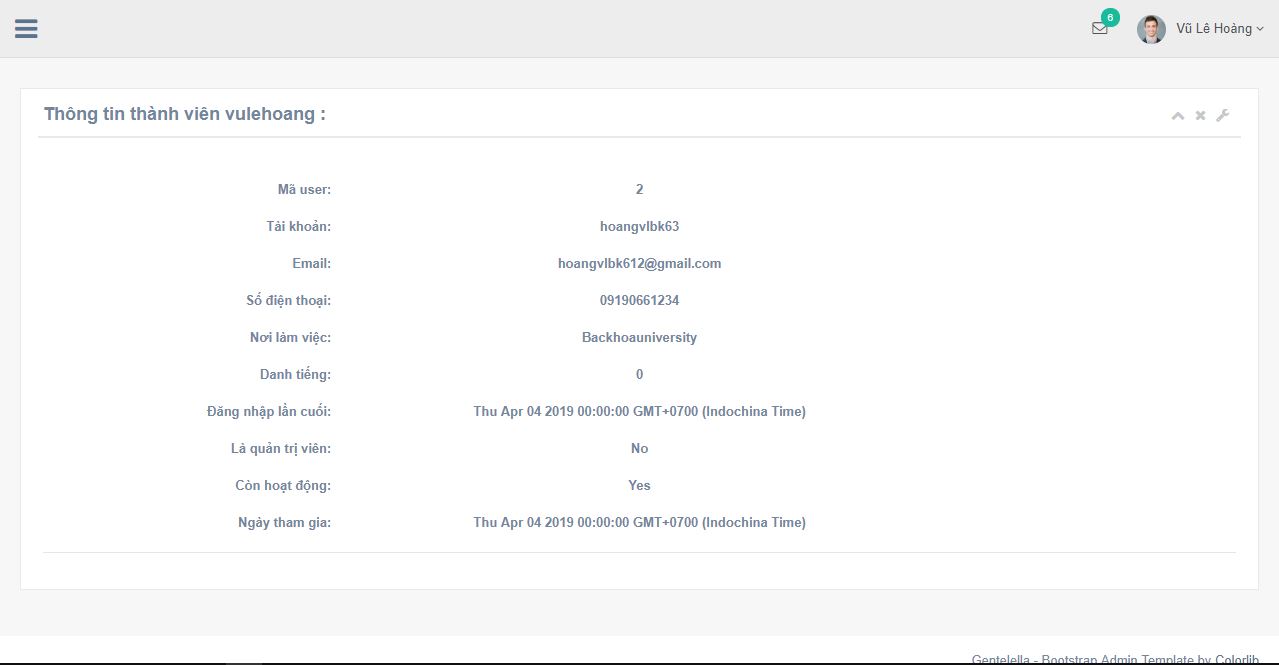 6
Vũ Lê Hoàng
Thông tin thành viên vulehoang :
Mã user: 2
Tài khoản: hoangvlbk63
Email: hoangvlbk612@gmail.com
Số điện thoại: 09190661234
Nơi làm việc: Backhoauniversity
Danh tiếng: 0
Đăng nhập lần cuối: Thu Apr 04 2019 00:00:00 GMT+0700 (Indochina Time)
Là quản trị viên: No
Còn hoạt động: Yes
Ngày tham gia: Thu Apr 04 2019 00:00:00 GMT+0700 (Indochina Time)
Gentelella - Bootstrap Admin Template by Colorlib